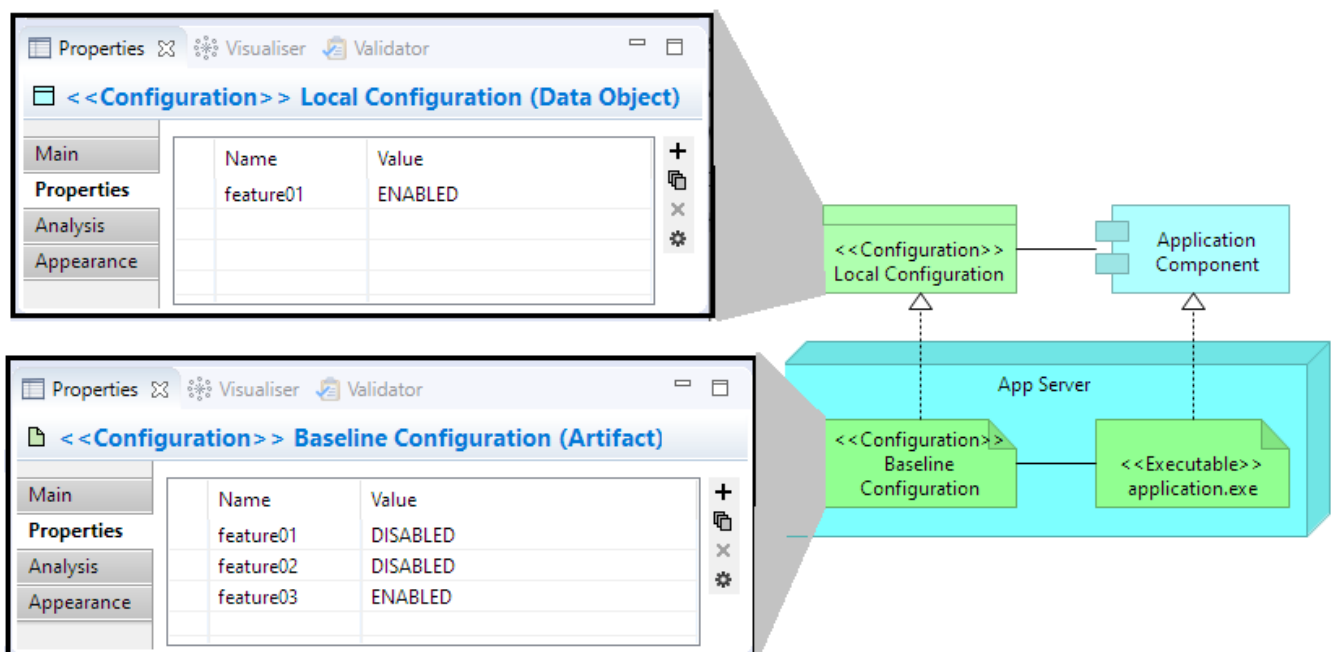 Properties Visualiser Validator
<<Configuration>> Local Configuration (Data Object)
Main
Properties
Analysis
Appearance
Name Value
feature01 ENABLED
Properties Visualiser Validator
<<Configuration>> Baseline Configuration (Artifact)
Main
Properties
Analysis
Appearance
Name Value
feature01 DISABLED
feature02 DISABLED
feature03 ENABLED
<<Configuration>>
Local Configuration
Application
Component
App Server
<<Configuration>>
Baseline
Configuration
<<Executable>>
application.exe